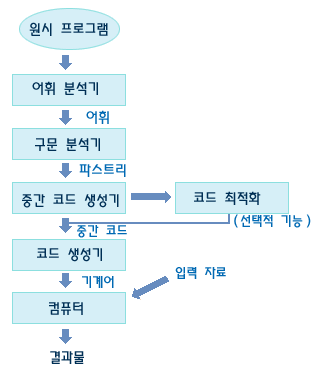 원시 프로그램
어휘 분석기
어휘
구문 분석기
파스트리
중간 코드 생성기
코드 최적화
(선택적 기능)
중간 코드
코드 생성기
기계어
입력 자료
컴퓨터
결과물